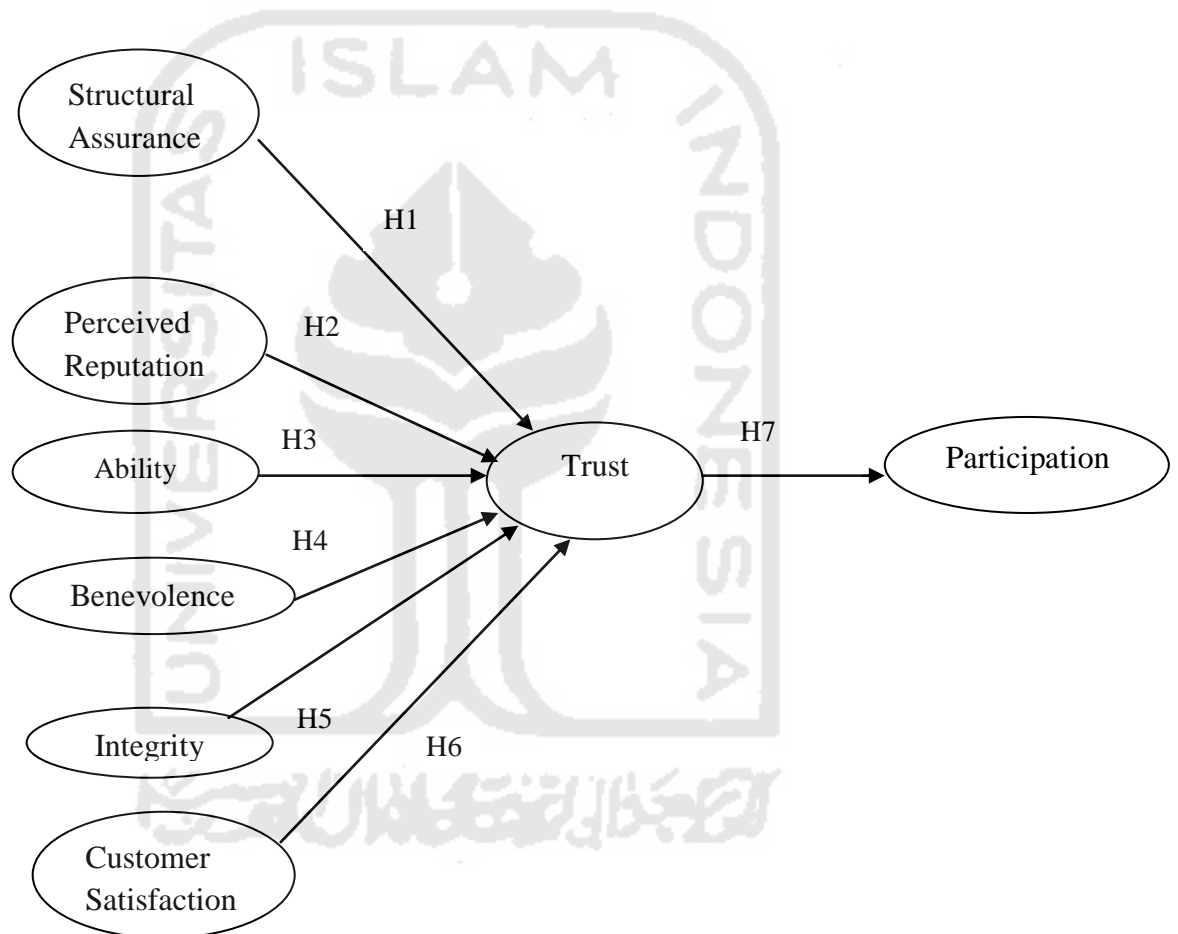 UNIVERSITAS
ISLAM
INDONESIA
Structural
Assurance
H1
Perceived
Reputation
H2
Ability
H3
Trust
H7
Participation
Benevolence
H4
Integrity
H5
Customer
Satisfaction
H6